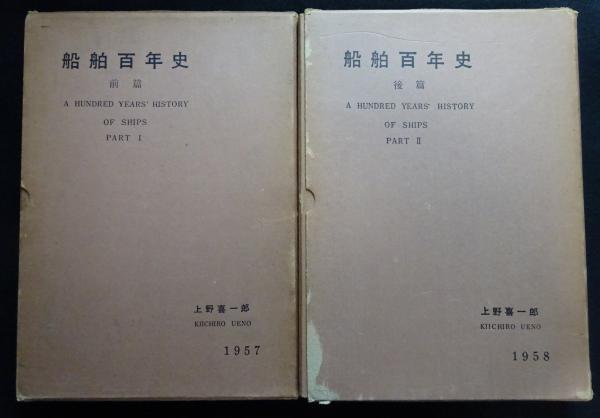 船舶百年史
前篇
A HUNDRED YEARS' HISTORY
OF SHIPS
PART I
上野喜一郎
KIICHIRO UENO
1957
船舶百年史
後篇
A HUNDRED YEARS' HISTORY
OF SHIPS
PART II
上野喜一郎
KIICHIRO UENO
1958